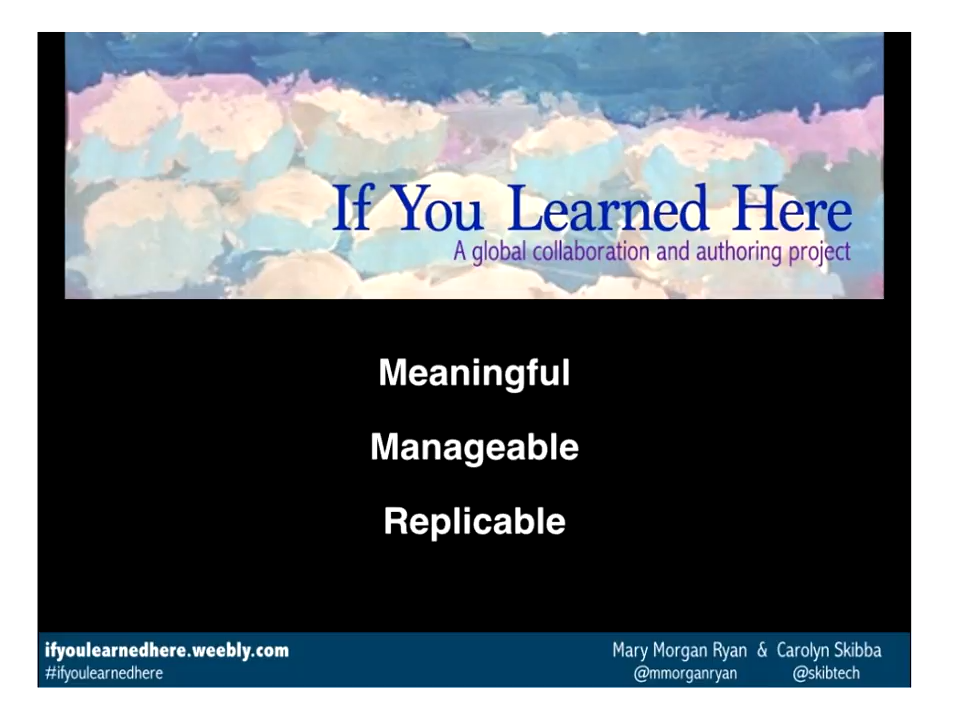 If You Learned Here
A global collaboration and authoring project
Meaningful
Manageable
Replicable
ifyoulearnedhere.weebly.com
#ifyoulearnedhere
Mary Morgan Ryan & Carolyn Skibba
@mmorganryan @skibtech